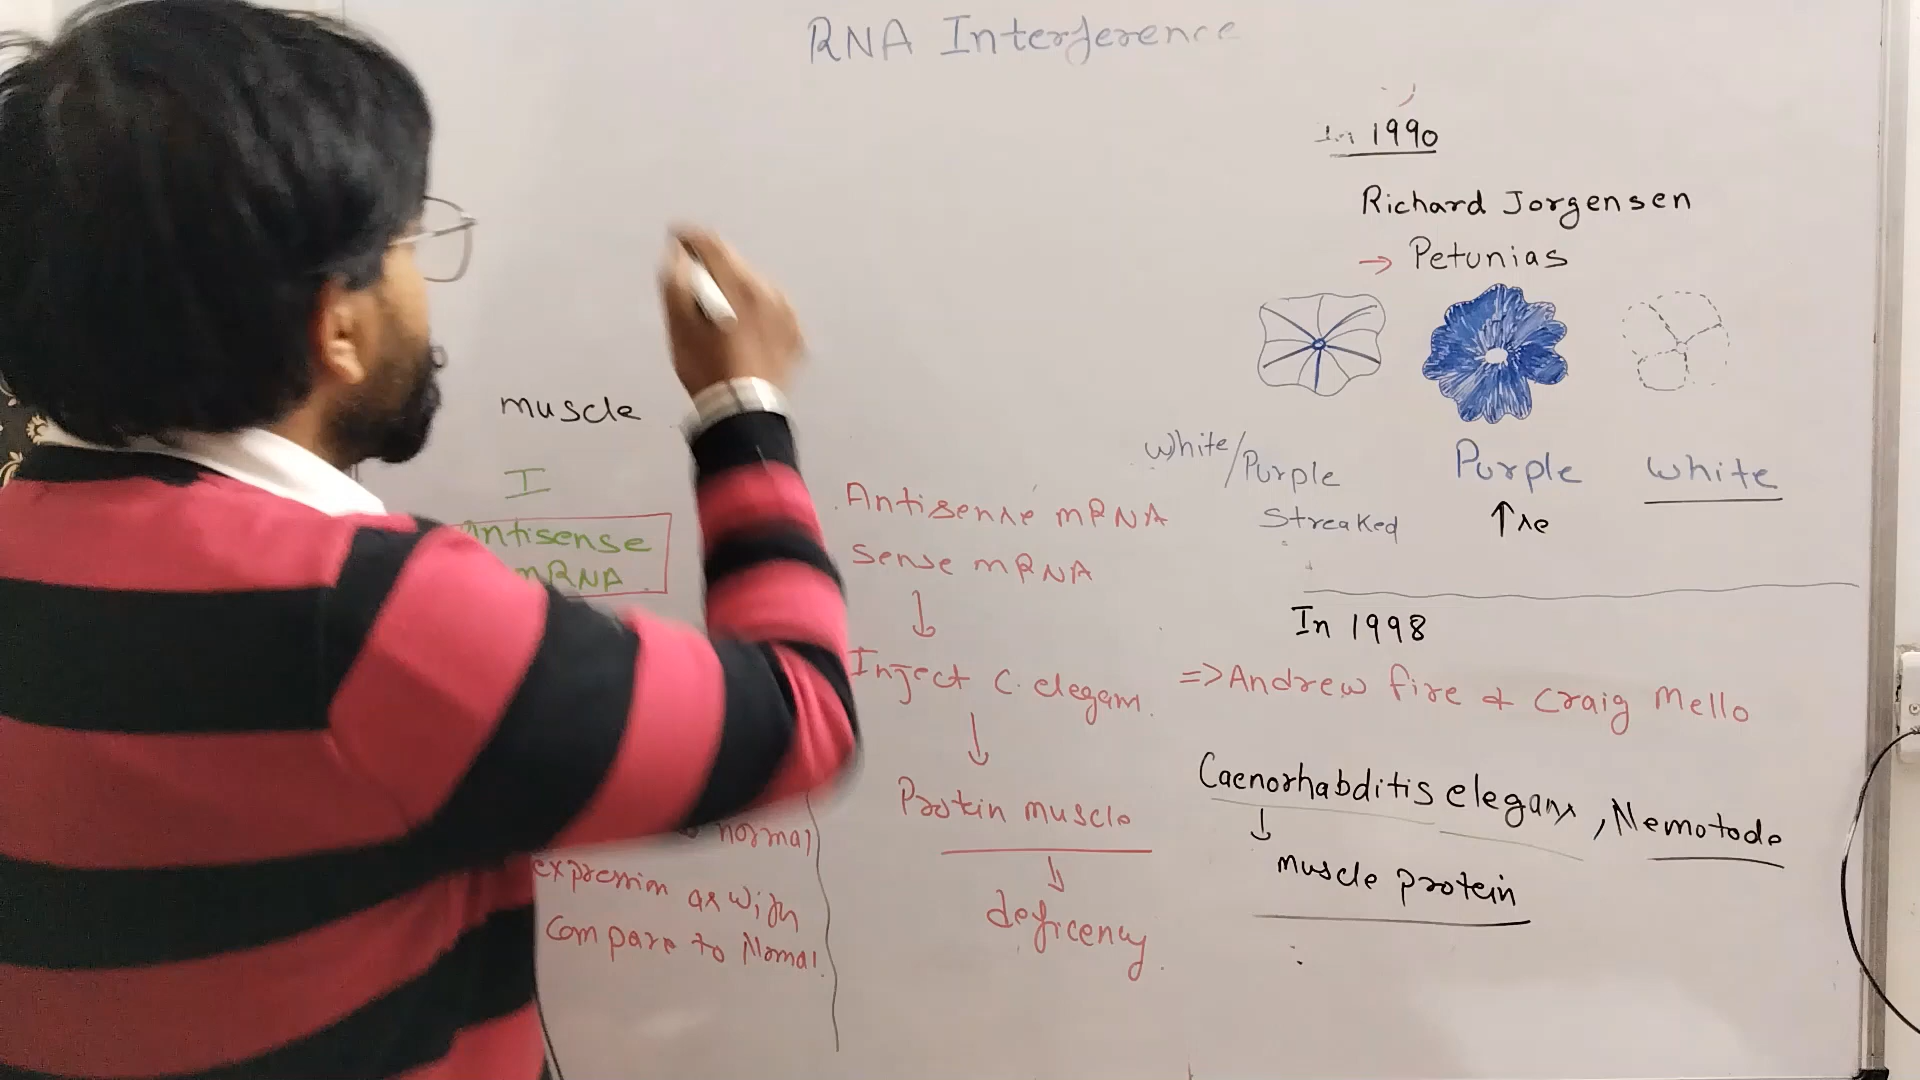 RNA Interference
In 1990
Richard Jorgensen
→ Petunias
White/Purple
Streaked
Purple
↑se
White
In 1998
=> Andrew fire & Craig Mello
Caenorhabditis elegans, Nemotode
↓
muscle protein
muscle
I
Antisense
mRNA
normal
expression as with
Compare to Normal.
Antisense mRNA
Sense mRNA
↓
Inject C. elegans.
↓
Protin muscle
↓
deficency.